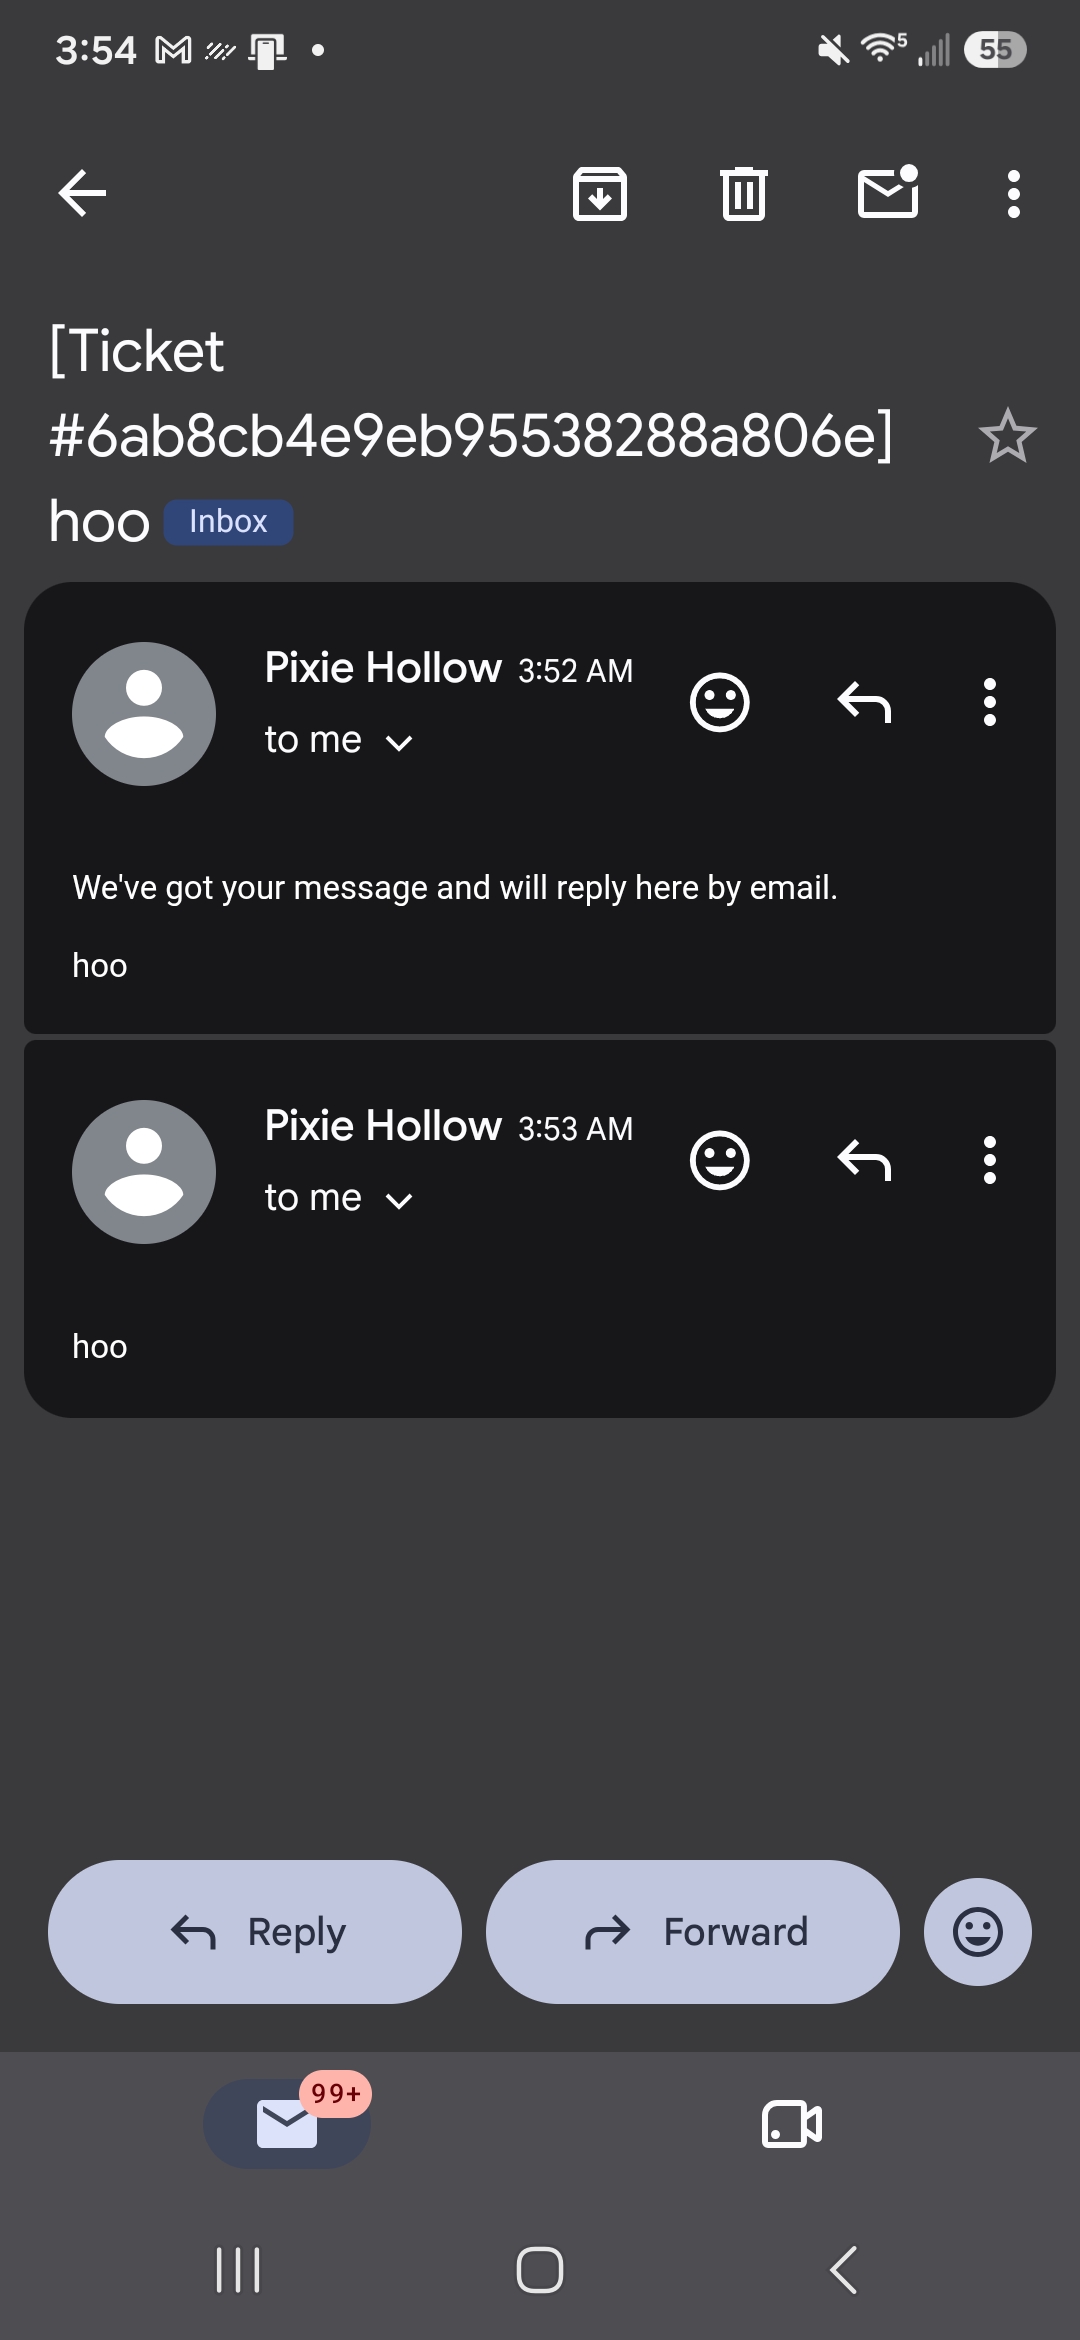 3:54
5
55
[Ticket
#6ab8cb4e9eb95538288a806e]
hoo Inbox
Pixie Hollow 3:52 AM
to me
We've got your message and will reply here by email.
hoo
Pixie Hollow 3:53 AM
to me
hoo
Reply
Forward
99+